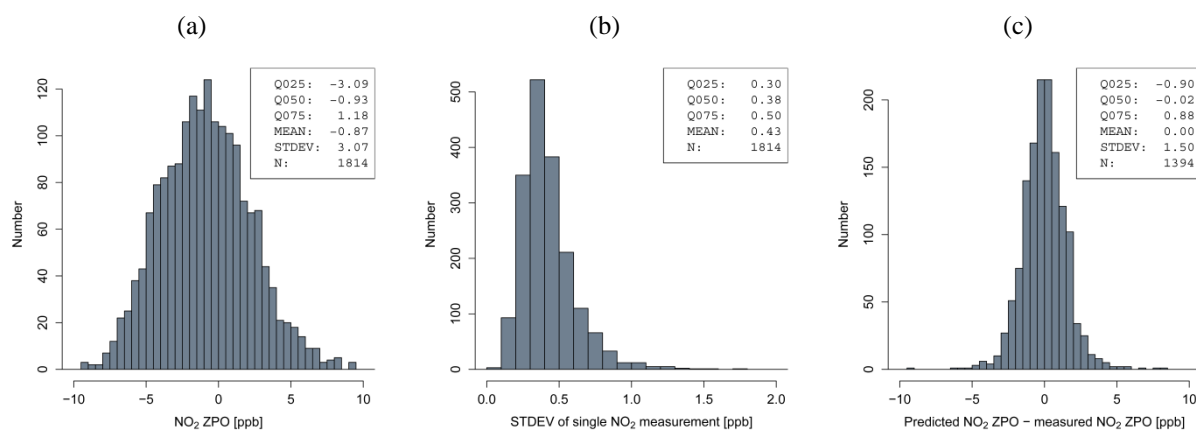 (a)
Q025: -3.09
Q050: -0.93
Q075: 1.18
MEAN: -0.87
STDEV: 3.07
N: 1814
Number
0
20
40
60
80
100
120
−10
−5
0
5
10
NO₂ ZPO [ppb]
(b)
Q025: 0.30
Q050: 0.38
Q075: 0.50
MEAN: 0.43
N: 1814
Number
0
100
200
300
400
500
0.0
0.5
1.0
1.5
2.0
STDEV of single NO₂ measurement [ppb]
(c)
Q025: -0.90
Q050: -0.02
Q075: 0.88
MEAN: 0.00
STDEV: 1.50
N: 1394
Number
0
50
100
150
200
−10
−5
0
5
10
Predicted NO₂ ZPO − measured NO₂ ZPO [ppb]